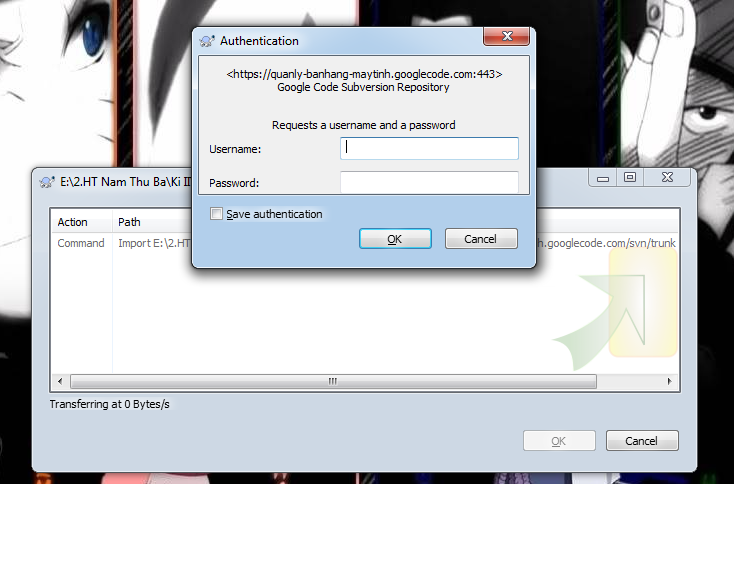 Authentication
<https://quanly-banhang-maytinh.googlecode.com:443>
Google Code Subversion Repository
Requests a username and a password
Username:
Password:
Save authentication
OK
Cancel
E:\2.HT Nam Thu Ba\Ki II
Action
Path
Command
Import E:\2.HT
h.googlecode.com/svn/trunk
Transferring at 0 Bytes/s
OK
Cancel